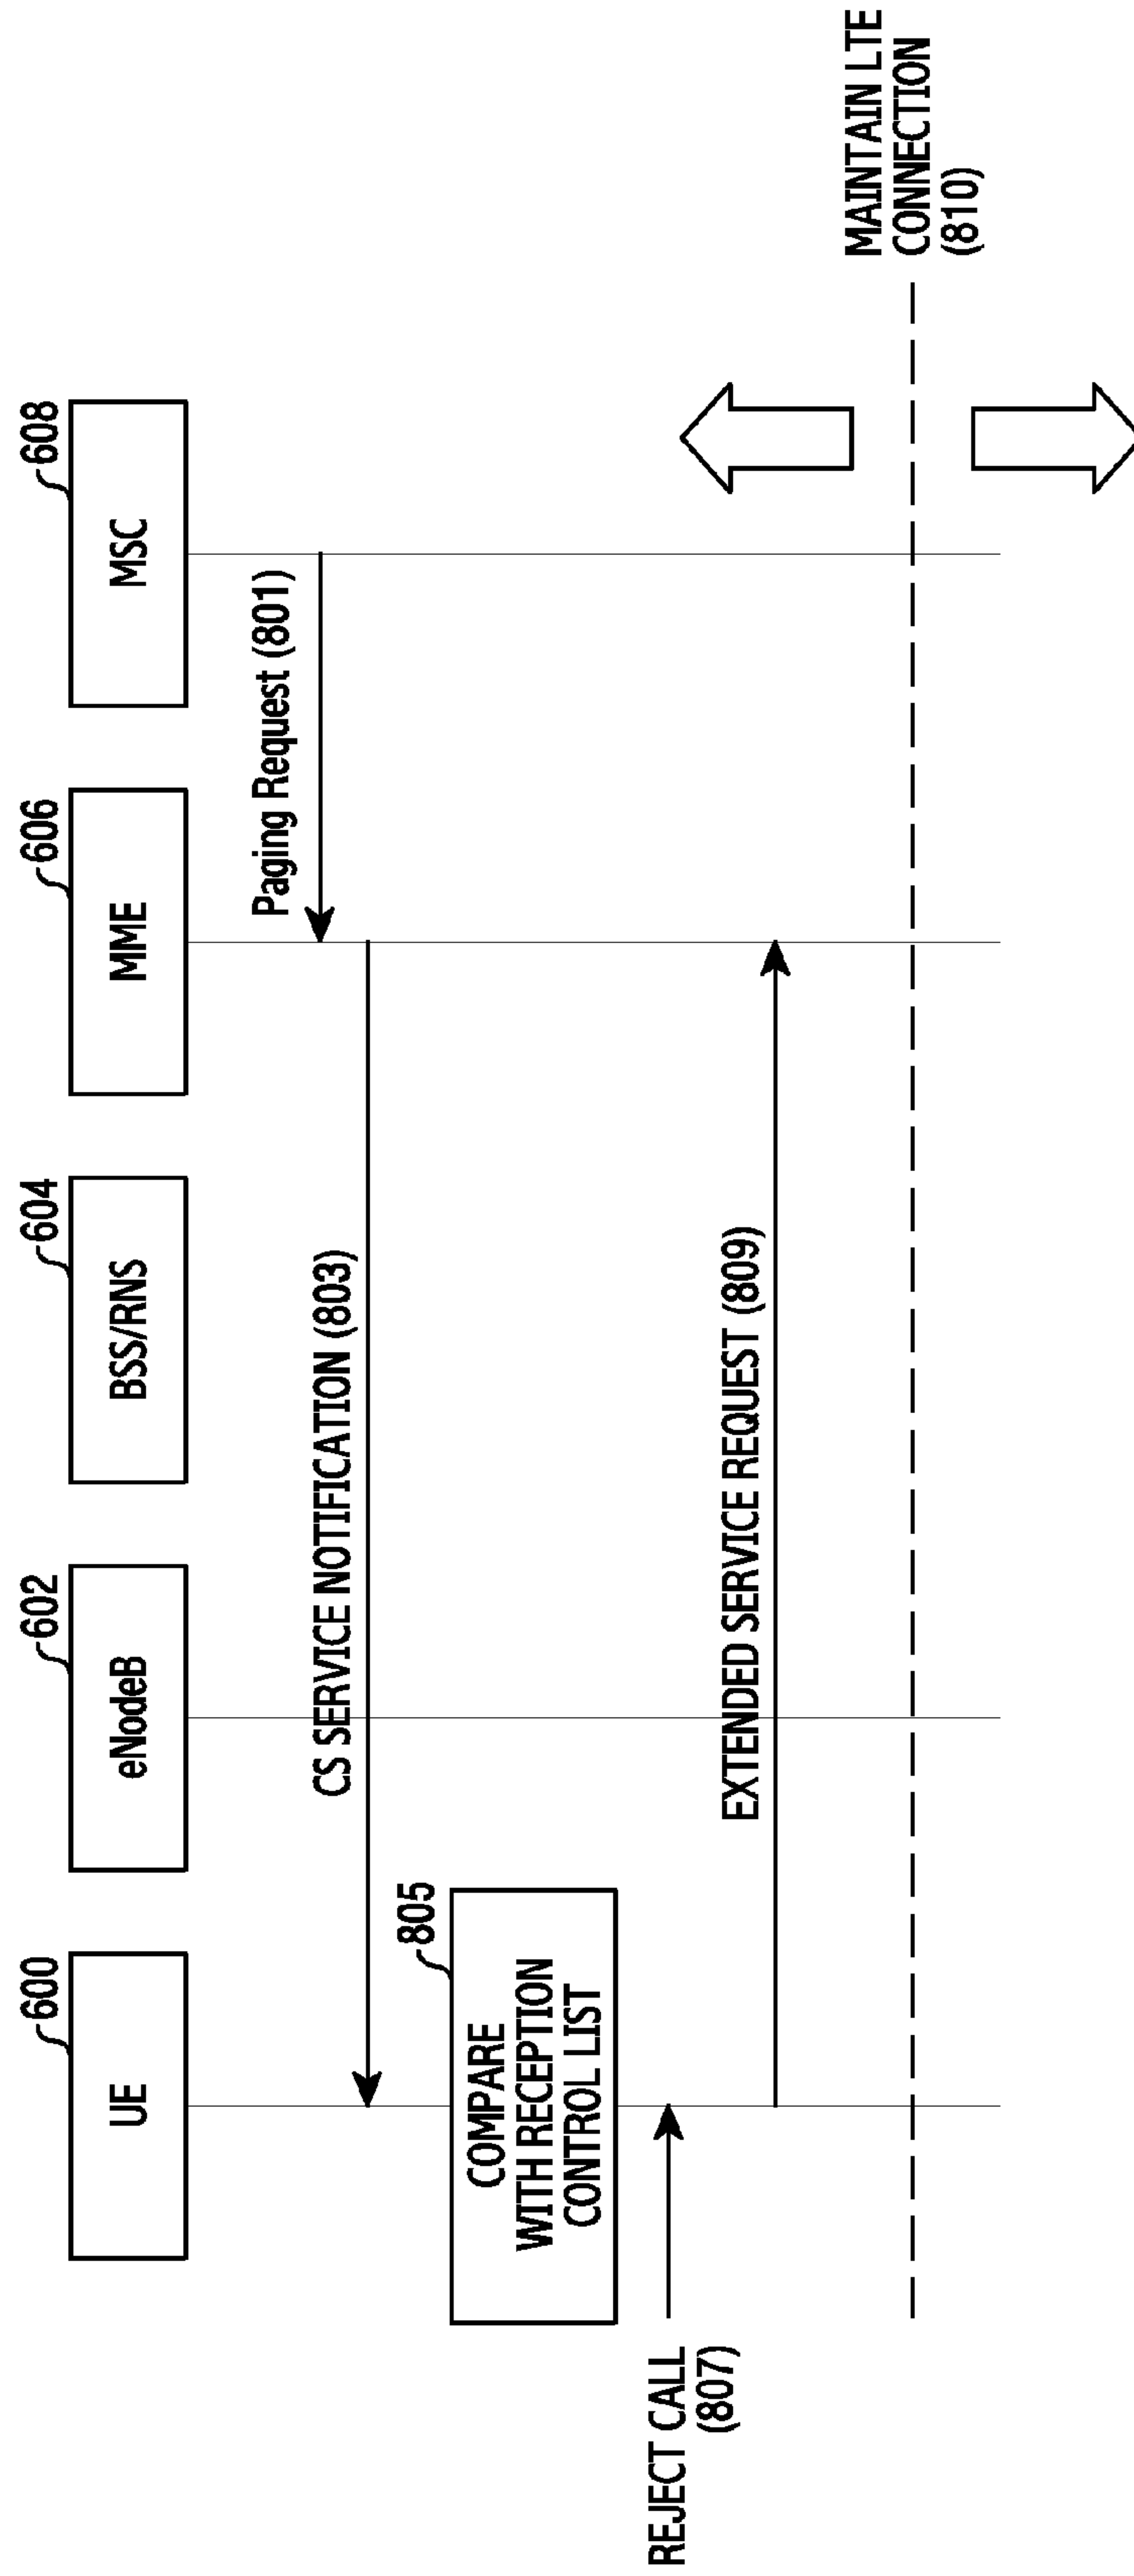 600
602
604
606
608
UE
eNodeB
BSS/RNS
MME
MSC
Paging Request (801)
CS SERVICE NOTIFICATION (803)
805
COMPARE
WITH RECEPTION
CONTROL LIST
REJECT CALL
(807)
EXTENDED SERVICE REQUEST (809)
MAINTAIN LTE
CONNECTION
(810)